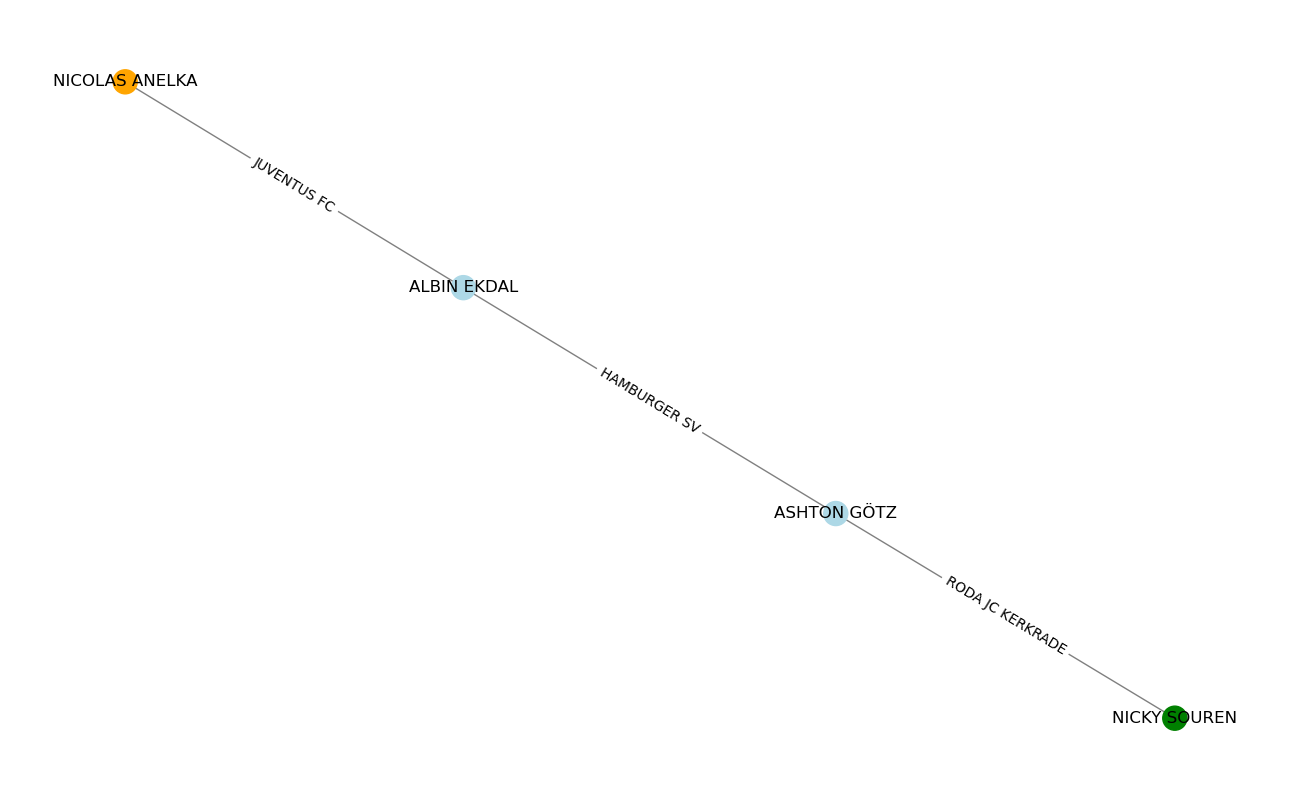 NICOLAS ANELKA
JUVENTUS FC
ALBIN EKDAL
HAMBURGER SV
ASHTON GÖTZ
RODA JC KERKRADE
NICKY SOUREN